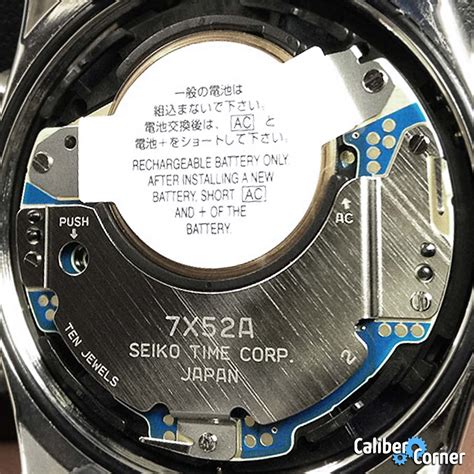 一般の電池は
組込まないで下さい。
電池交換後は、AC と
電池+をショートして下さい。
RECHARGEABLE BATTERY ONLY.
AFTER INSTALLING A NEW
BATTERY, SHORT AC
AND + OF THE
BATTERY.
PUSH
AC
7X52A
SEIKO TIME CORP.
JAPAN
TEN JEWELS
2
Caliber
Corner